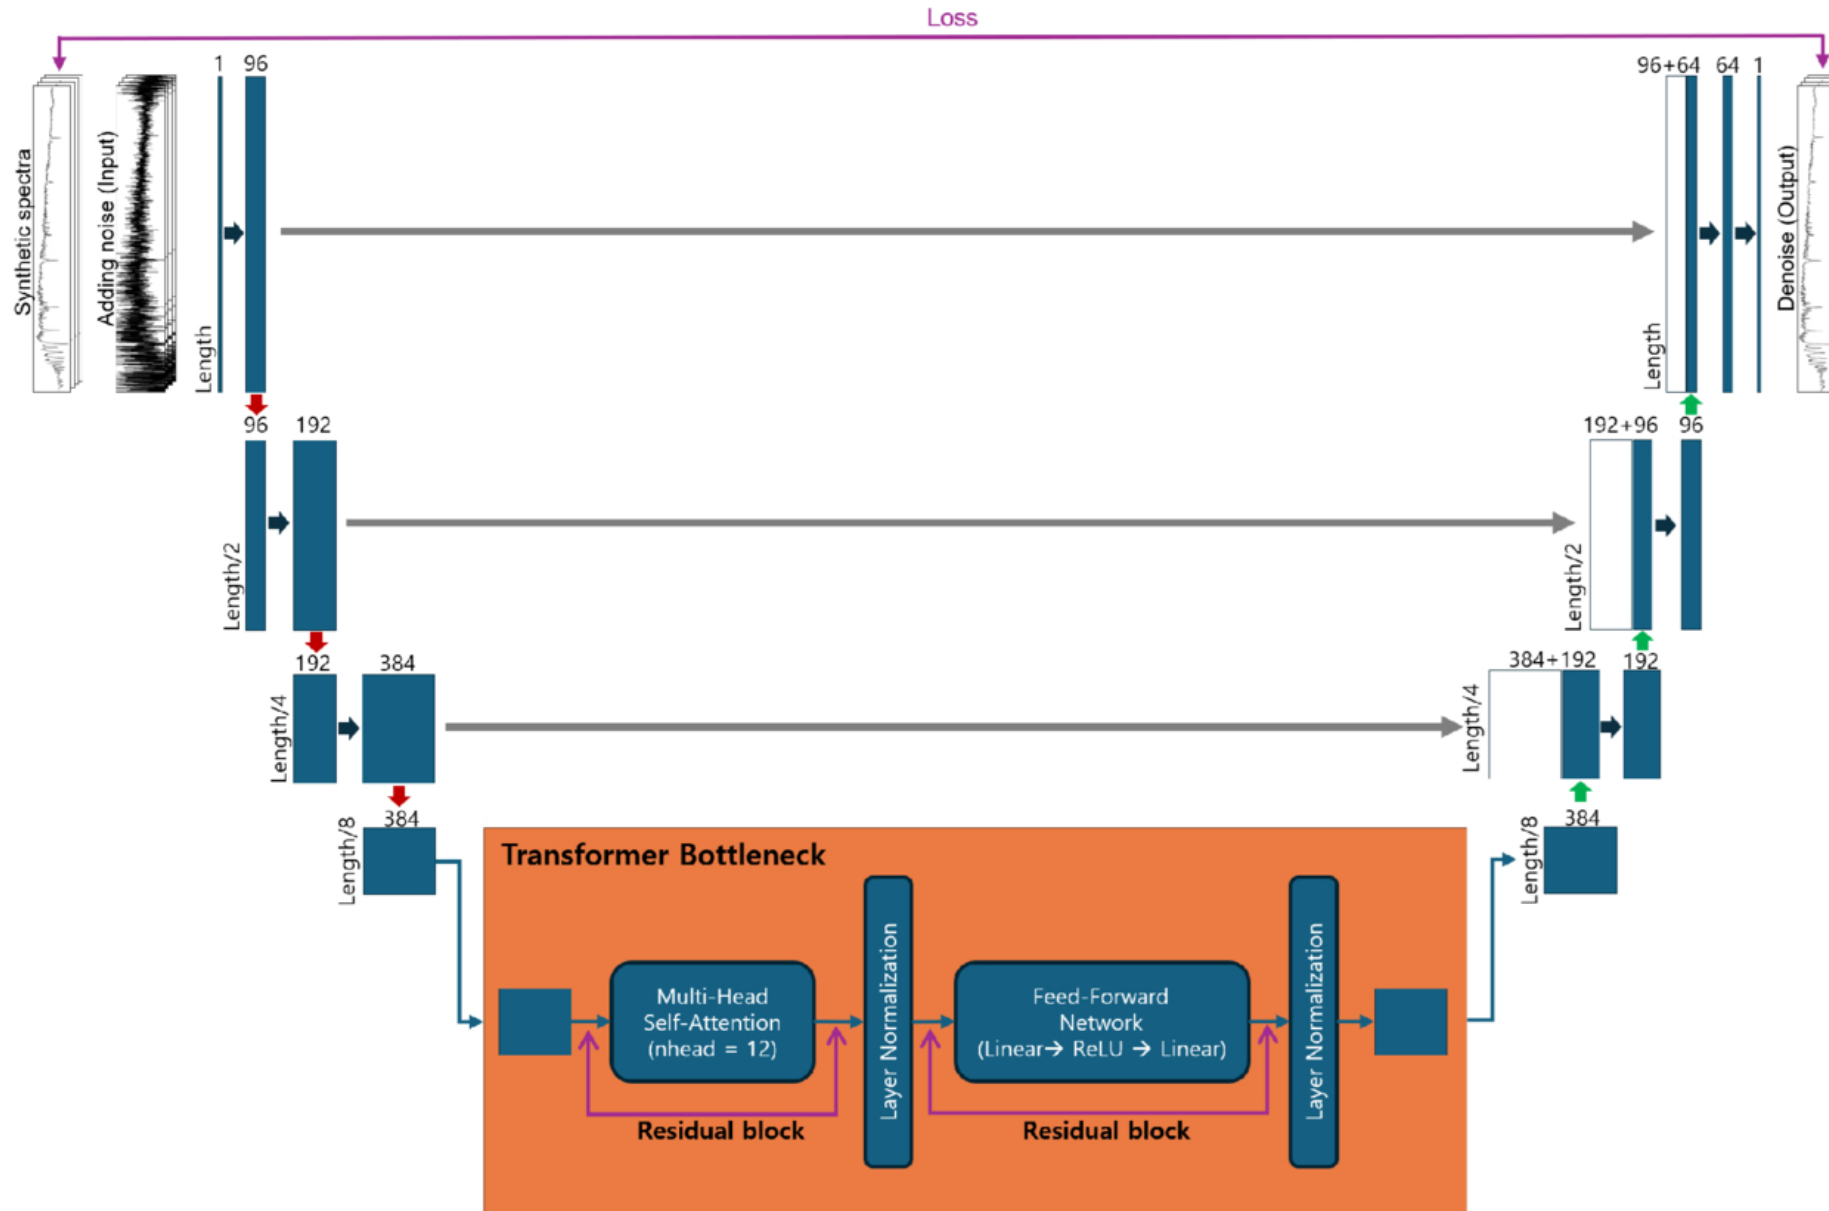 Loss
1 96
96+64 64 1
Synthetic spectra
Adding noise (Input)
Length
Length
Denoise (Output)
96 192
192+96 96
Length/2
Length/2
192 384
384+192 192
Length/4
Length/4
384
384
Length/8
Length/8
Transformer Bottleneck
Multi-Head
Self-Attention
(nhead = 12)
Layer Normalization
Feed-Forward
Network
(Linear→ ReLU → Linear)
Layer Normalization
Residual block
Residual block